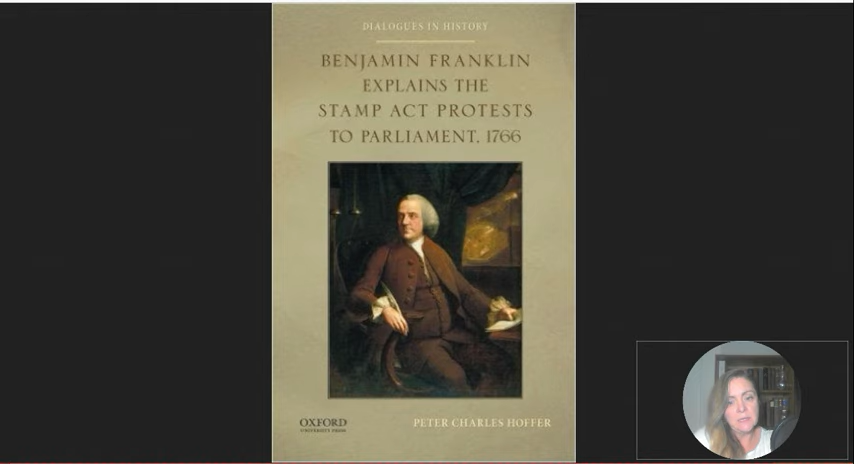 DIALOGUES IN HISTORY
BENJAMIN FRANKLIN
EXPLAINS THE
STAMP ACT PROTESTS
TO PARLIAMENT, 1766
OXFORD
UNIVERSITY PRESS
PETER CHARLES HOFFER